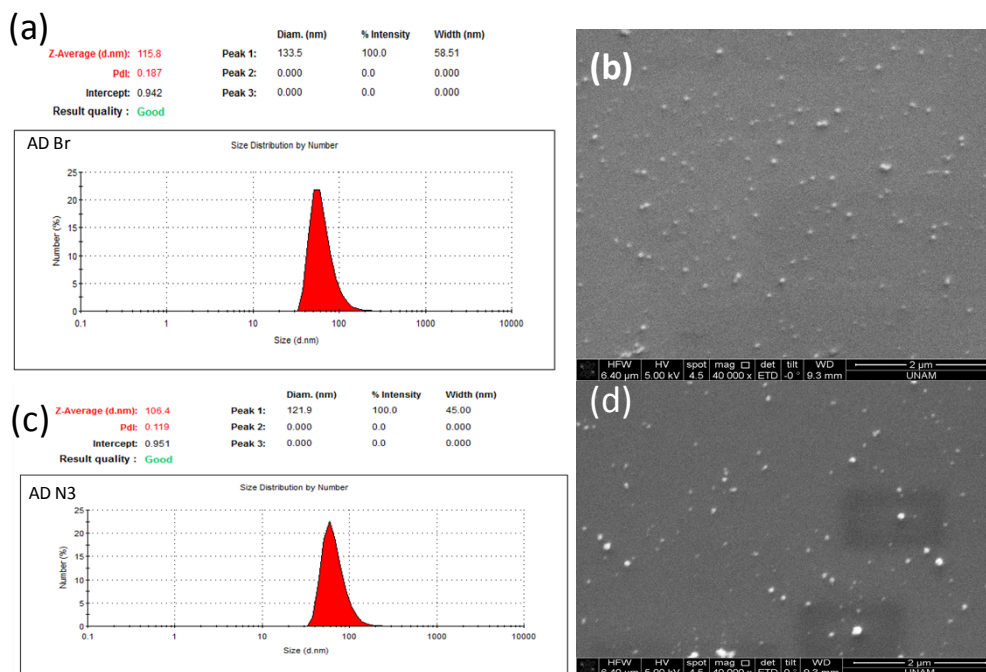 (a)
Diam. (nm) % Intensity Width (nm)
Z-Average (d.nm): 115.8 Peak 1: 133.5 100.0 58.51
PdI: 0.187 Peak 2: 0.000 0.0 0.000
Intercept: 0.942 Peak 3: 0.000 0.0 0.000
Result quality : Good
AD Br
Size Distribution by Number
25
20
15
10
5
0
Number (%)
0.1 1 10 100 1000 10000
Size (d.nm)
(b)
HFW HV spot mag det tilt WD 2 µm
6.40 µm 5.00 kV 4.5 40 000 x ETD -0 ° 9.3 mm UNAM
(c)
Diam. (nm) % Intensity Width (nm)
Z-Average (d.nm): 106.4 Peak 1: 121.9 100.0 45.00
PdI: 0.119 Peak 2: 0.000 0.0 0.000
Intercept: 0.951 Peak 3: 0.000 0.0 0.000
Result quality : Good
AD N3
Size Distribution by Number
25
20
15
10
5
0
Number (%)
0.1 1 10 100 1000 10000
Size (d.nm)
(d)
HFW HV spot mag det tilt WD 2 µm